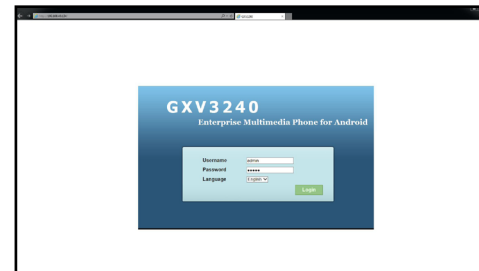 GXV3240
Enterprise Multimedia Phone for Android
Username admin
Password •••••
Language English
Login